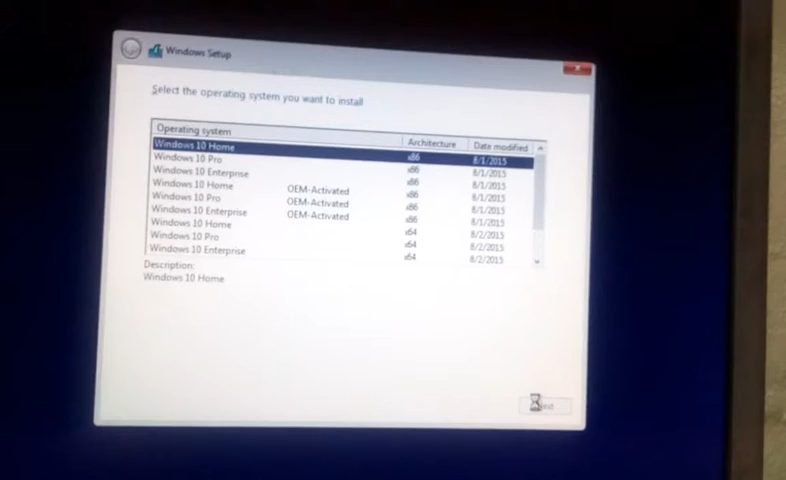 Windows Setup
Select the operating system you want to install
Operating system Architecture Date modified
Windows 10 Home x86 8/1/2015
Windows 10 Pro x86 8/1/2015
Windows 10 Enterprise x86 8/1/2015
Windows 10 Home OEM-Activated x86 8/1/2015
Windows 10 Pro OEM-Activated x86 8/1/2015
Windows 10 Enterprise OEM-Activated x86 8/1/2015
Windows 10 Home x64 8/2/2015
Windows 10 Pro x64 8/2/2015
Windows 10 Enterprise x64 8/2/2015
Description:
Windows 10 Home